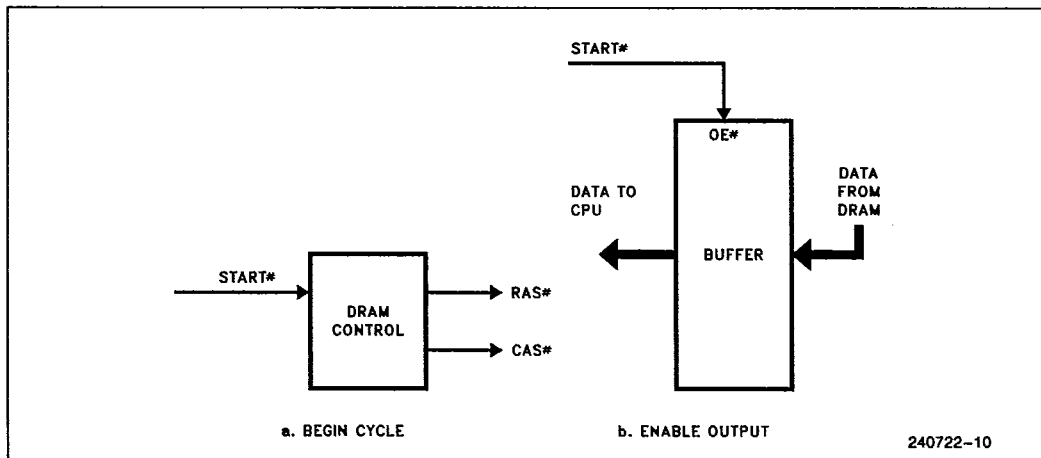 START#
DRAM
CONTROL
RAS#
CAS#
a. BEGIN CYCLE
START#
OE#
DATA TO
CPU
BUFFER
DATA
FROM
DRAM
b. ENABLE OUTPUT
240722-10